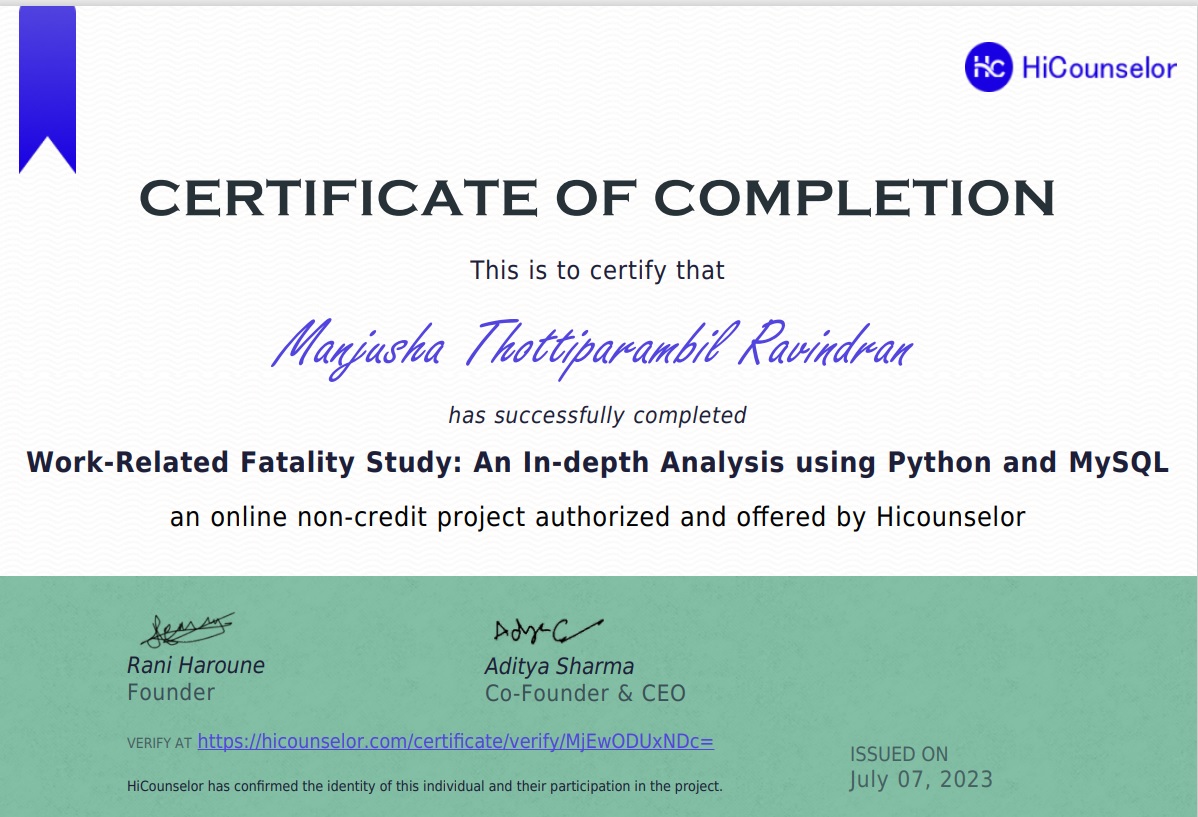 HC HiCounselor
CERTIFICATE OF COMPLETION
This is to certify that
Manjusha Thottiparambil Ravindran
has successfully completed
Work-Related Fatality Study: An In-depth Analysis using Python and MySQL
an online non-credit project authorized and offered by Hicounselor
Rani Haroune
Founder
Aditya Sharma
Co-Founder & CEO
VERIFY AT https://hicounselor.com/certificate/verify/MjEwODUxNDc=
HiCounselor has confirmed the identity of this individual and their participation in the project.
ISSUED ON
July 07, 2023